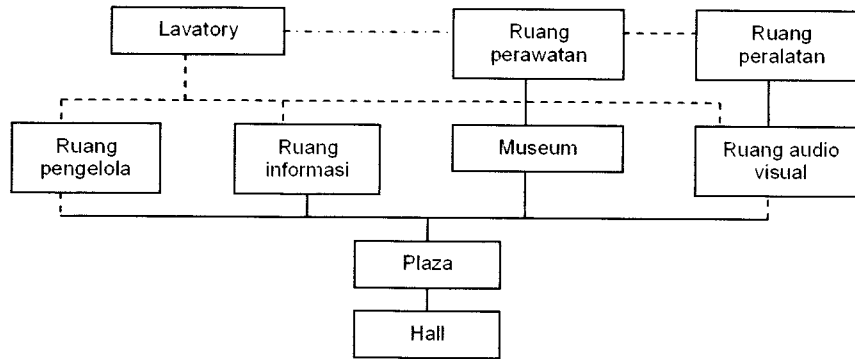 Lavatory
Ruang
perawatan
Ruang
peralatan
Ruang
pengelola
Ruang
informasi
Museum
Ruang audio
visual
Plaza
Hall